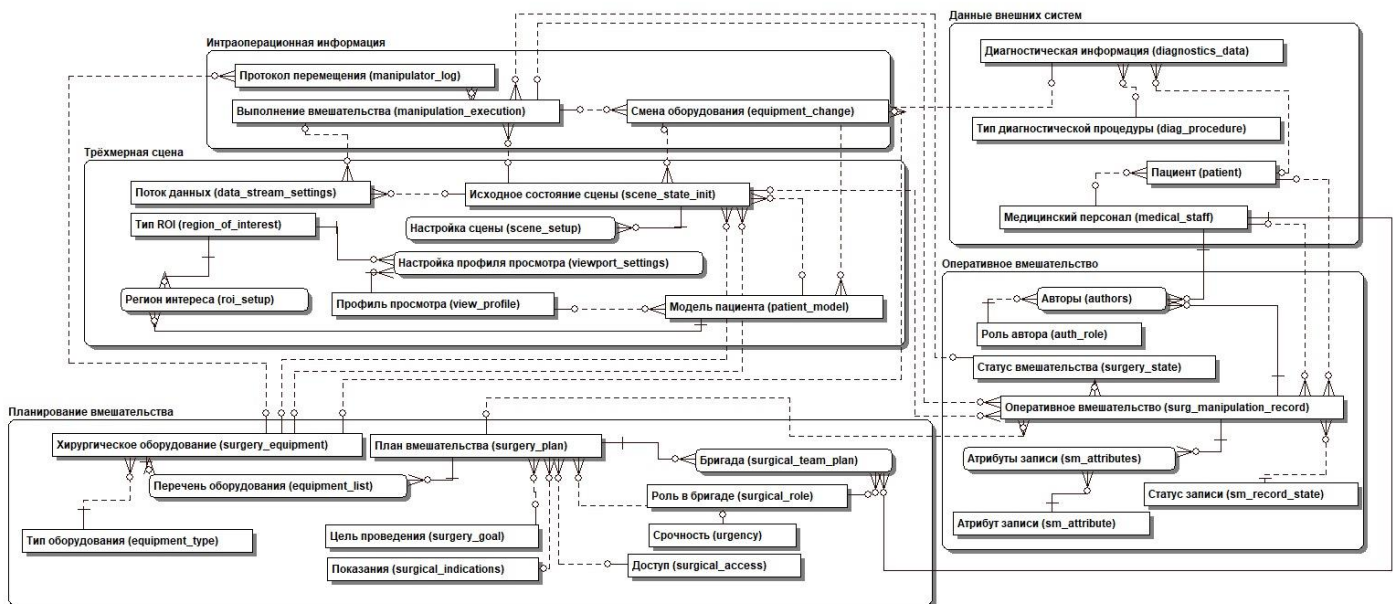 Интраоперационная информация
Протокол перемещения (manipulator_log)
Выполнение вмешательства (manipulation_execution)
Смена оборудования (equipment_change)
Трёхмерная сцена
Поток данных (data_stream_settings)
Исходное состояние сцены (scene_state_init)
Тип ROI (region_of_interest)
Настройка сцены (scene_setup)
Настройка профиля просмотра (viewport_settings)
Регион интереса (roi_setup)
Профиль просмотра (view_profile)
Модель пациента (patient_model)
Данные внешних систем
Диагностическая информация (diagnostics_data)
Тип диагностической процедуры (diag_procedure)
Пациент (patient)
Медицинский персонал (medical_staff)
Оперативное вмешательство
Авторы (authors)
Роль автора (auth_role)
Статус вмешательства (surgery_state)
Оперативное вмешательство (surg_manipulation_record)
Атрибуты записи (sm_attributes)
Статус записи (sm_record_state)
Атрибут записи (sm_attribute)
Планирование вмешательства
Хирургическое оборудование (surgery_equipment)
План вмешательства (surgery_plan)
Бригада (surgical_team_plan)
Перечень оборудования (equipment_list)
Роль в бригаде (surgical_role)
Тип оборудования (equipment_type)
Цель проведения (surgery_goal)
Срочность (urgency)
Показания (surgical_indications)
Доступ (surgical_access)